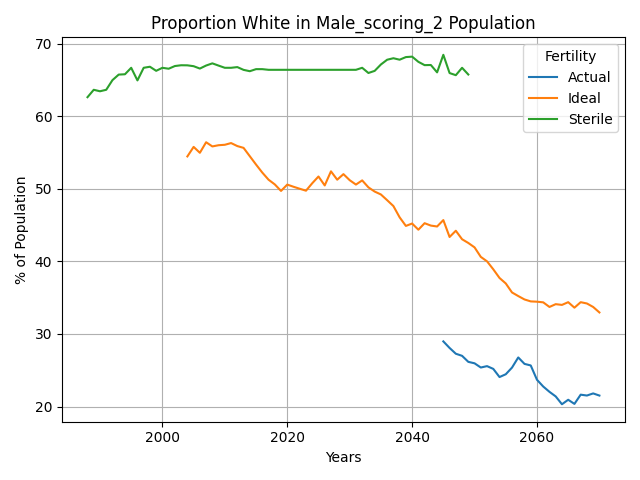 Proportion White in Male_scoring_2 Population
70
60
50
40
30
20
% of Population
2000 2020 2040 2060
Years
Fertility
Actual
Ideal
Sterile